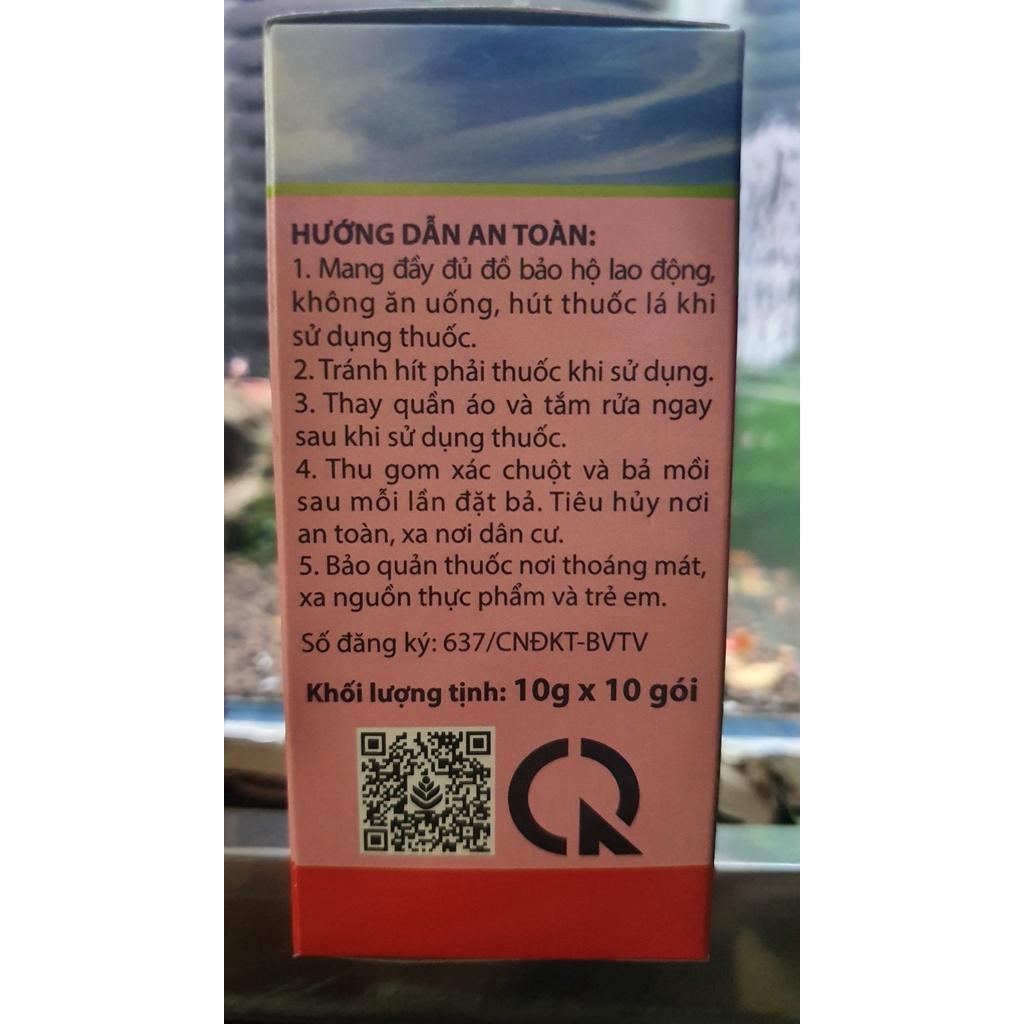 HƯỚNG DẪN AN TOÀN:
1. Mang đầy đủ đồ bảo hộ lao động,
không ăn uống, hút thuốc lá khi
sử dụng thuốc.
2. Tránh hít phải thuốc khi sử dụng.
3. Thay quần áo và tắm rửa ngay
sau khi sử dụng thuốc.
4. Thu gom xác chuột và bả mồi
sau mỗi lần đặt bả. Tiêu hủy nơi
an toàn, xa nơi dân cư.
5. Bảo quản thuốc nơi thoáng mát,
xa nguồn thực phẩm và trẻ em.
Số đăng ký: 637/CNĐKT-BVTV
Khối lượng tịnh: 10g x 10 gói
CR